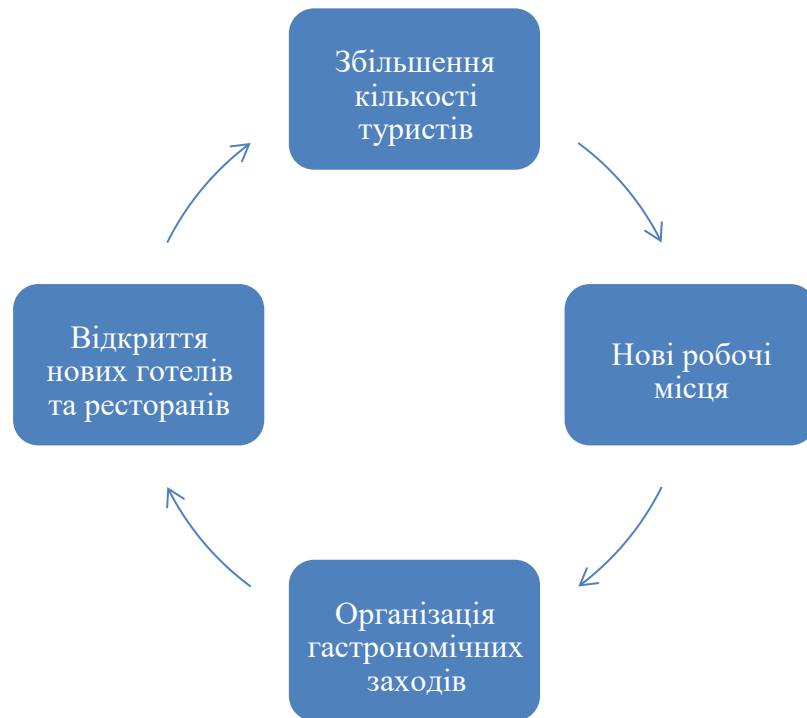 Збільшення
кількості
туристів
Нові робочі
місця
Організація
гастрономічних
заходів
Відкриття
нових готелів
та ресторанів